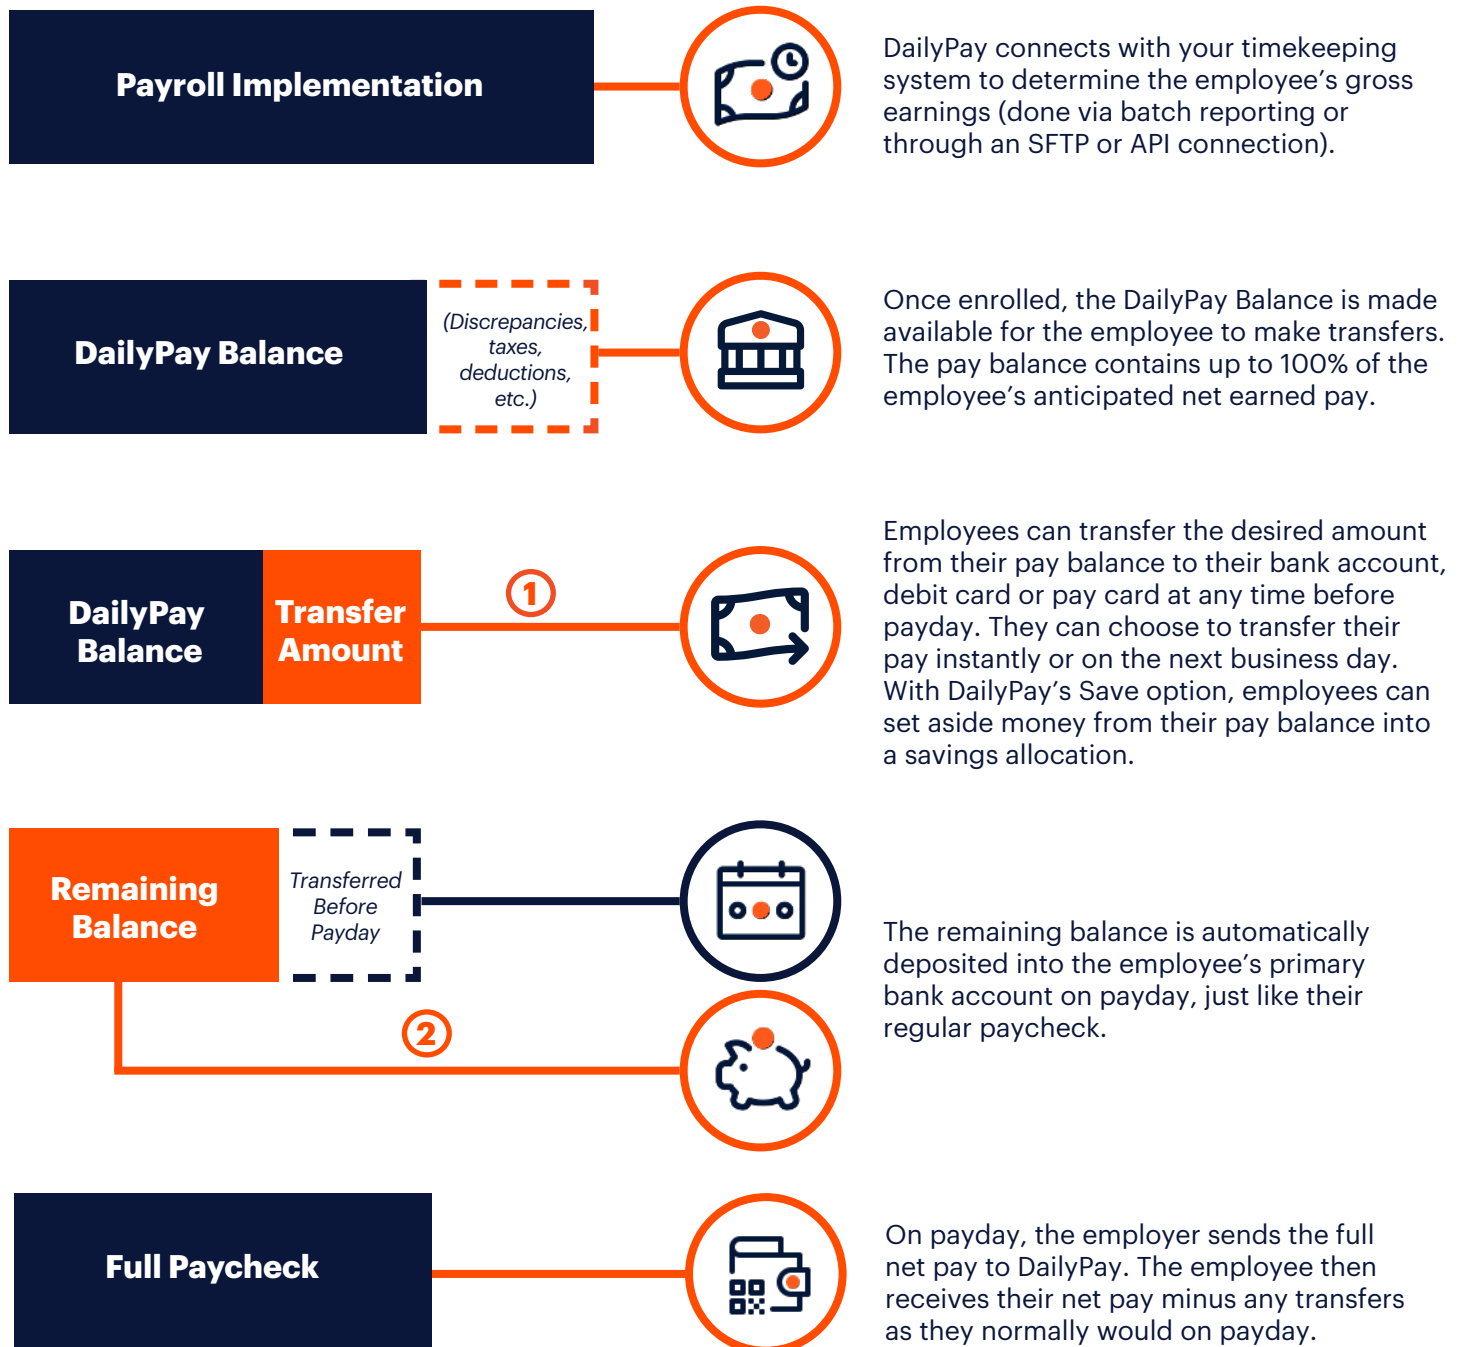 Payroll Implementation
DailyPay connects with your timekeeping
system to determine the employee’s gross
earnings (done via batch reporting or
through an SFTP or API connection).
DailyPay Balance
(Discrepancies,
taxes,
deductions,
etc.)
Once enrolled, the DailyPay Balance is made
available for the employee to make transfers.
The pay balance contains up to 100% of the
employee’s anticipated net earned pay.
DailyPay
Balance
Transfer
Amount
1
Employees can transfer the desired amount
from their pay balance to their bank account,
debit card or pay card at any time before
payday. They can choose to transfer their
pay instantly or on the next business day.
With DailyPay’s Save option, employees can
set aside money from their pay balance into
a savings allocation.
Remaining
Balance
Transferred
Before
Payday
2
The remaining balance is automatically
deposited into the employee’s primary
bank account on payday, just like their
regular paycheck.
Full Paycheck
On payday, the employer sends the full
net pay to DailyPay. The employee then
receives their net pay minus any transfers
as they normally would on payday.